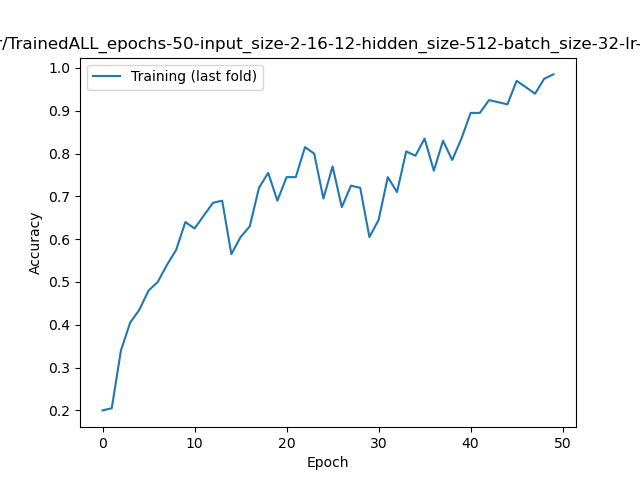 r/TrainedALL_epochs-50-input_size-2-16-12-hidden_size-512-batch_size-32-lr-
Training (last fold)
1.0
0.9
0.8
0.7
0.6
0.5
0.4
0.3
0.2
Accuracy
0 10 20 30 40 50
Epoch